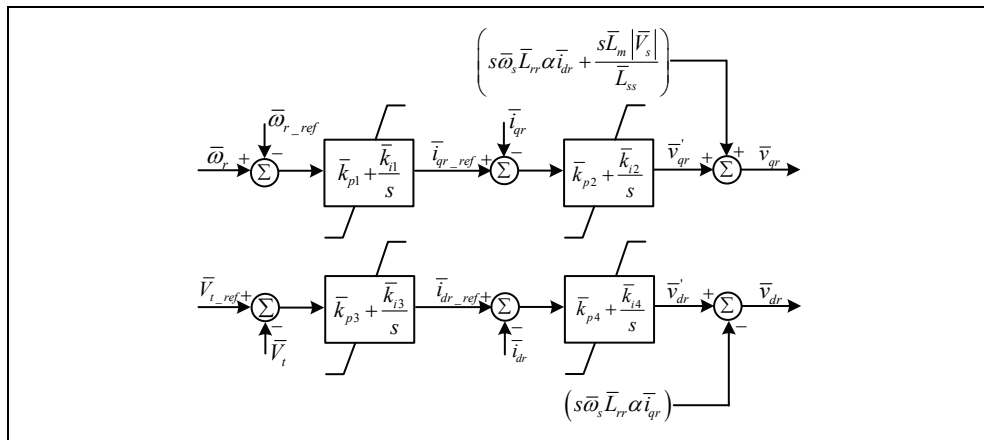 (sω̄_s L̄_rr α ī_dr + sL̄_m |V̄_s| / L̄_ss)
ω̄_r_ref
ī_qr
ω̄_r + − Σ k̄_p1 + k̄_i1 / s ī_qr_ref + − Σ k̄_p2 + k̄_i2 / s v̄'_qr + + Σ v̄_qr
V̄_t_ref + − Σ k̄_p3 + k̄_i3 / s ī_dr_ref + − Σ k̄_p4 + k̄_i4 / s v̄'_dr + − Σ v̄_dr
V̄_t
ī_dr
(sω̄_s L̄_rr α ī_qr)